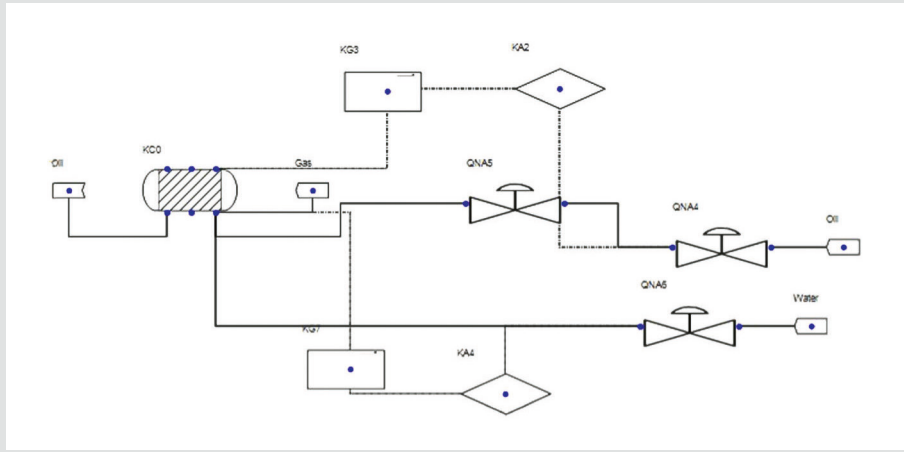 KG3
KA2
Oil
KC0
Gas
QNA5
QNA4
Oil
QNA6
Water
KG7
KA4